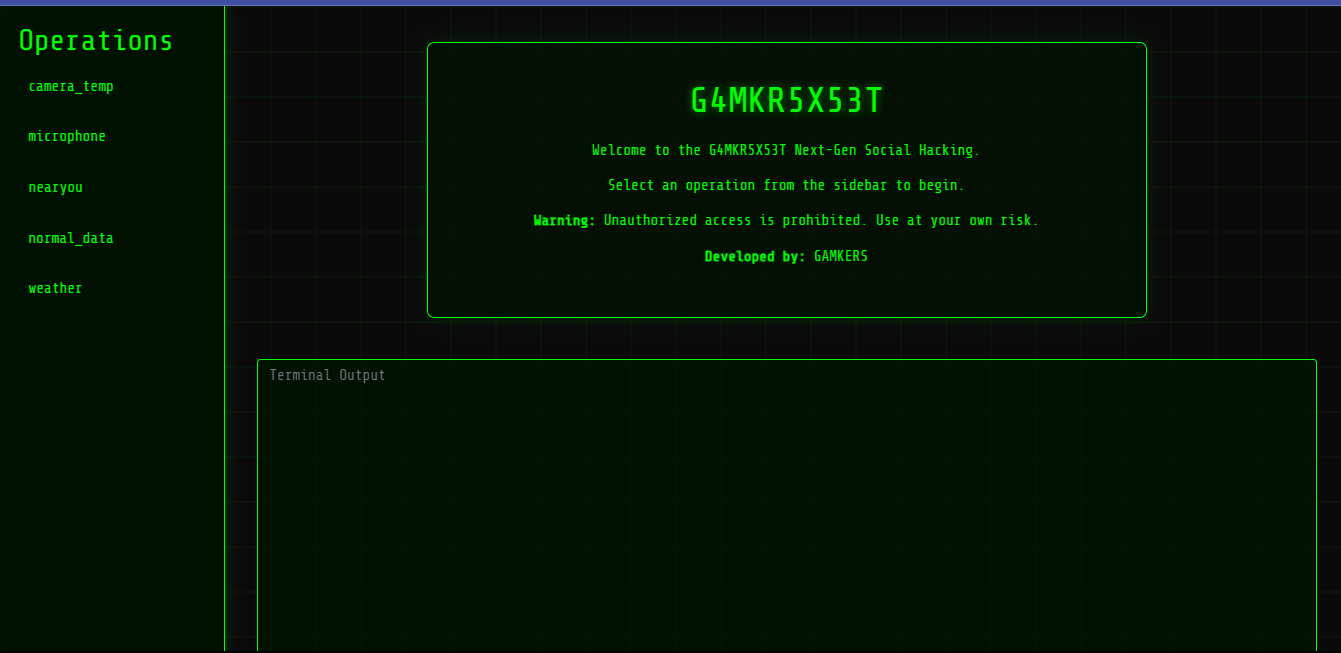 Operations
camera_temp
microphone
nearyou
normal_data
weather
G4MKR5X53T
Welcome to the G4MKR5X53T Next-Gen Social Hacking.
Select an operation from the sidebar to begin.
Warning: Unauthorized access is prohibited. Use at your own risk.
Developed by: GAMKERS
Terminal Output